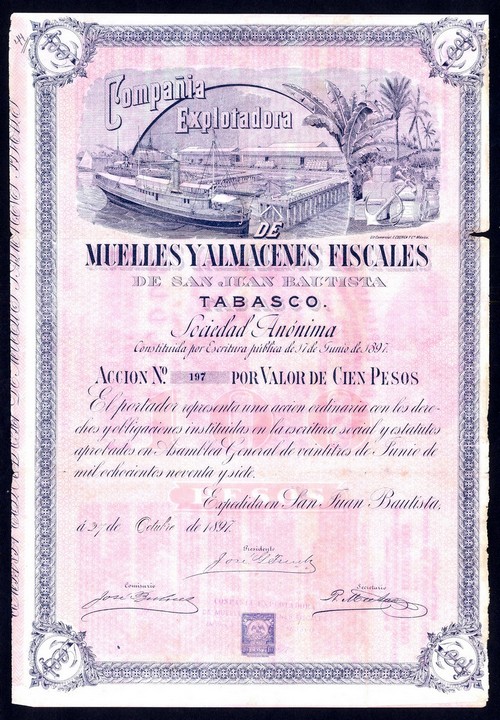 Compañia
Explotadora
DE
MUELLES Y ALMACENES FISCALES
DE SAN JUAN BAUTISTA
TABASCO.
Sociedad Anónima
Constituida por Escritura pública de 17 de Junio de 1897.
ACCION Nº 197 POR VALOR DE CIEN PESOS
El portador representa una accion ordinaria con los dere-
chos y obligaciones instituidas en la escritura social y estatutos
aprobados en Asamblea General de veintitres de Junio de
mil ochocientos noventa y siete.
Expedida en San Juan Bautista,
á 27 de Octubre de 1897.
Presidente
Comisario
José
Secretario
R.